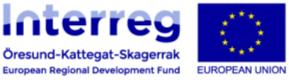 Interreg
Öresund-Kattegat-Skagerrak
European Regional Development Fund
EUROPEAN UNION